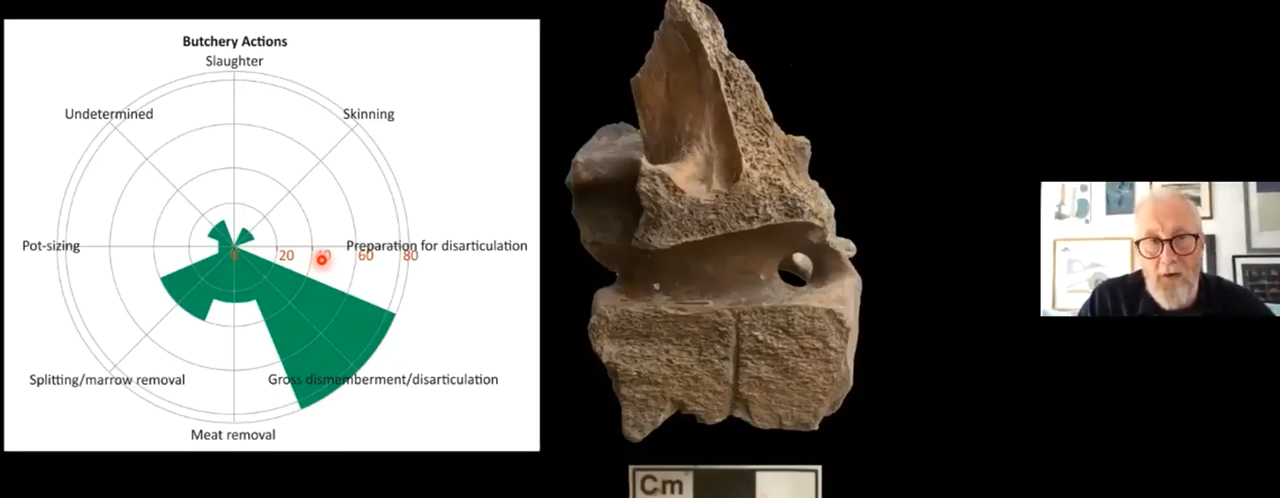 Butchery Actions
Slaughter
Undetermined
Skinning
Pot-sizing
Preparation for disarticulation
0 20 40 60 80
Splitting/marrow removal
Gross dismemberment/disarticulation
Meat removal
Cm